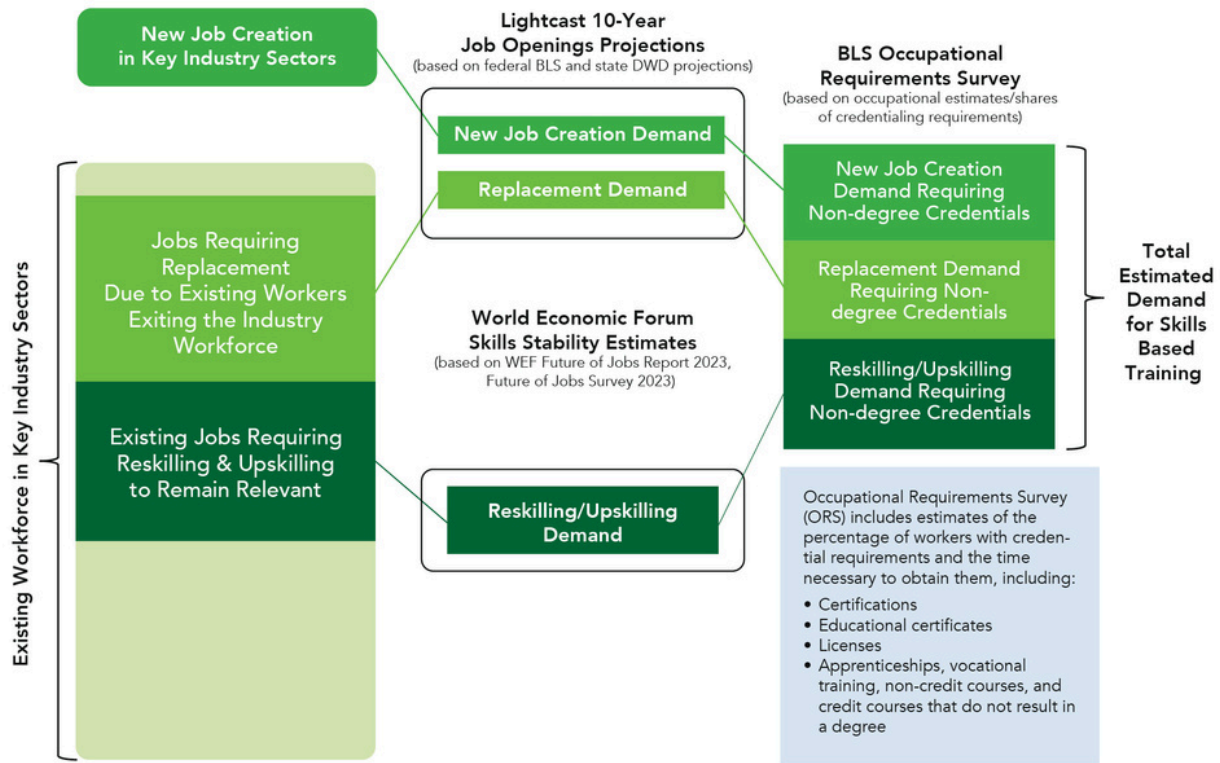 New Job Creation
in Key Industry Sectors
Existing Workforce in Key Industry Sectors
Jobs Requiring
Replacement
Due to Existing Workers
Exiting the Industry
Workforce
Existing Jobs Requiring
Reskilling & Upskilling
to Remain Relevant
Lightcast 10-Year
Job Openings Projections
(based on federal BLS and state DWD projections)
New Job Creation Demand
Replacement Demand
World Economic Forum
Skills Stability Estimates
(based on WEF Future of Jobs Report 2023,
Future of Jobs Survey 2023)
Reskilling/Upskilling
Demand
BLS Occupational
Requirements Survey
(based on occupational estimates/shares
of credentialing requirements)
New Job Creation
Demand Requiring
Non-degree Credentials
Replacement Demand
Requiring Non-
degree Credentials
Reskilling/Upskilling
Demand Requiring
Non-degree Credentials
Total
Estimated
Demand
for Skills
Based
Training
Occupational Requirements Survey
(ORS) includes estimates of the
percentage of workers with creden-
tial requirements and the time
necessary to obtain them, including:
• Certifications
• Educational certificates
• Licenses
• Apprenticeships, vocational
training, non-credit courses, and
credit courses that do not result in
a degree